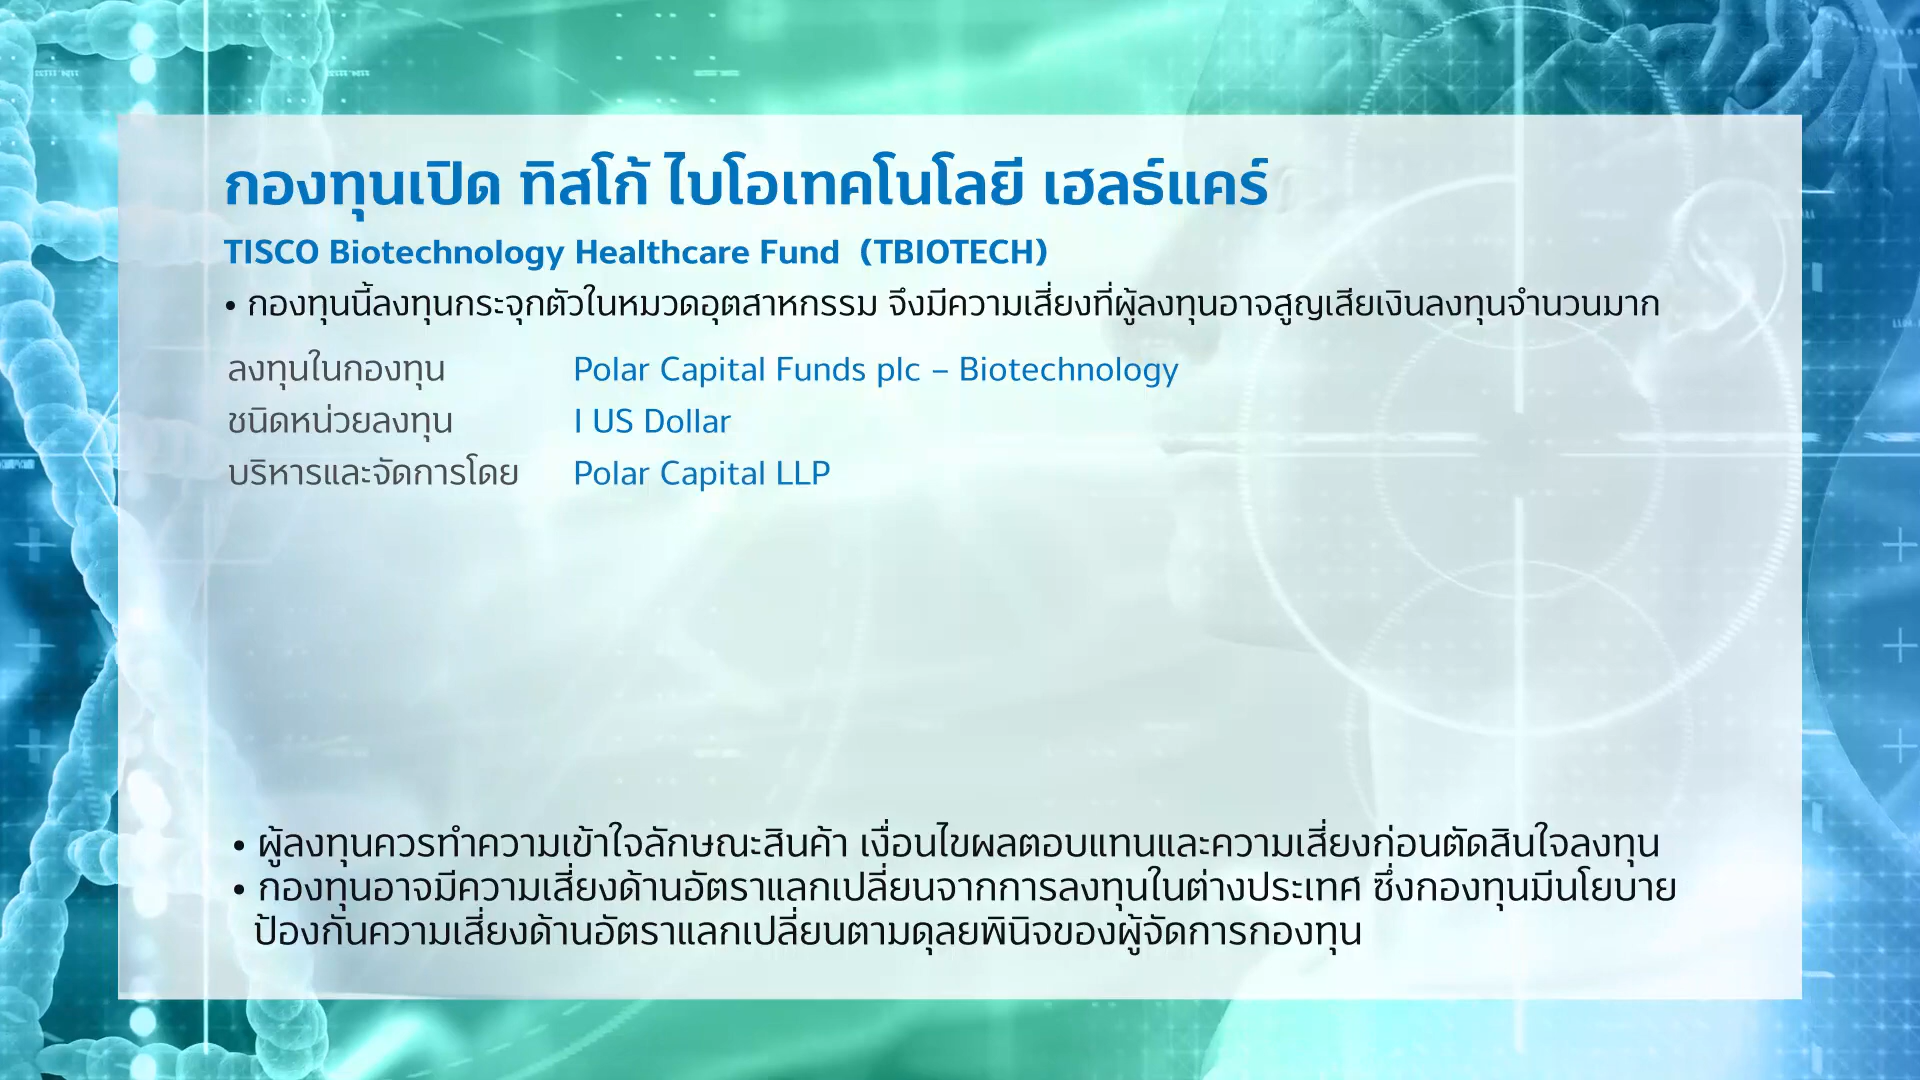 กองทุนเปิด ทิสโก้ ไบโอเทคโนโลยี เฮลธ์แคร์
TISCO Biotechnology Healthcare Fund (TBIOTECH)
• กองทุนนี้ลงทุนกระจุกตัวในหมวดอุตสาหกรรม จึงมีความเสี่ยงที่ผู้ลงทุนอาจสูญเสียเงินลงทุนจำนวนมาก
ลงทุนในกองทุน Polar Capital Funds plc – Biotechnology
ชนิดหน่วยลงทุน I US Dollar
บริหารและจัดการโดย Polar Capital LLP
• ผู้ลงทุนควรทำความเข้าใจลักษณะสินค้า เงื่อนไขผลตอบแทนและความเสี่ยงก่อนตัดสินใจลงทุน
• กองทุนอาจมีความเสี่ยงด้านอัตราแลกเปลี่ยนจากการลงทุนในต่างประเทศ ซึ่งกองทุนมีนโยบาย
ป้องกันความเสี่ยงด้านอัตราแลกเปลี่ยนตามดุลยพินิจของผู้จัดการกองทุน